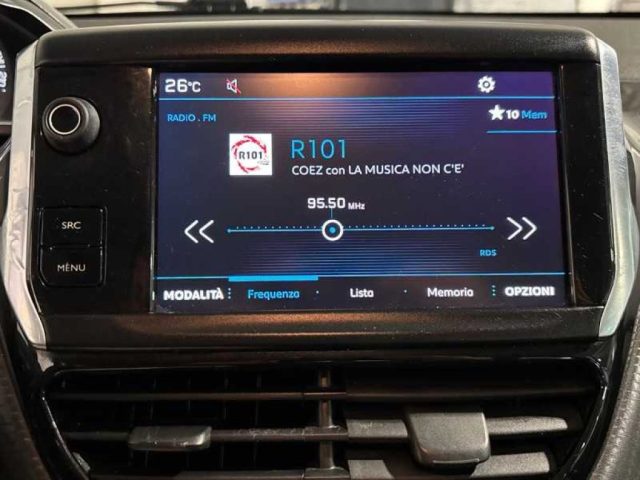 26°C
RADIO . FM
10 Mem
R101
R101
COEZ con LA MUSICA NON C'E'
95.50 MHz
SRC
MÈNU
RDS
MODALITÀ Frequenza Lista Memoria OPZIONI